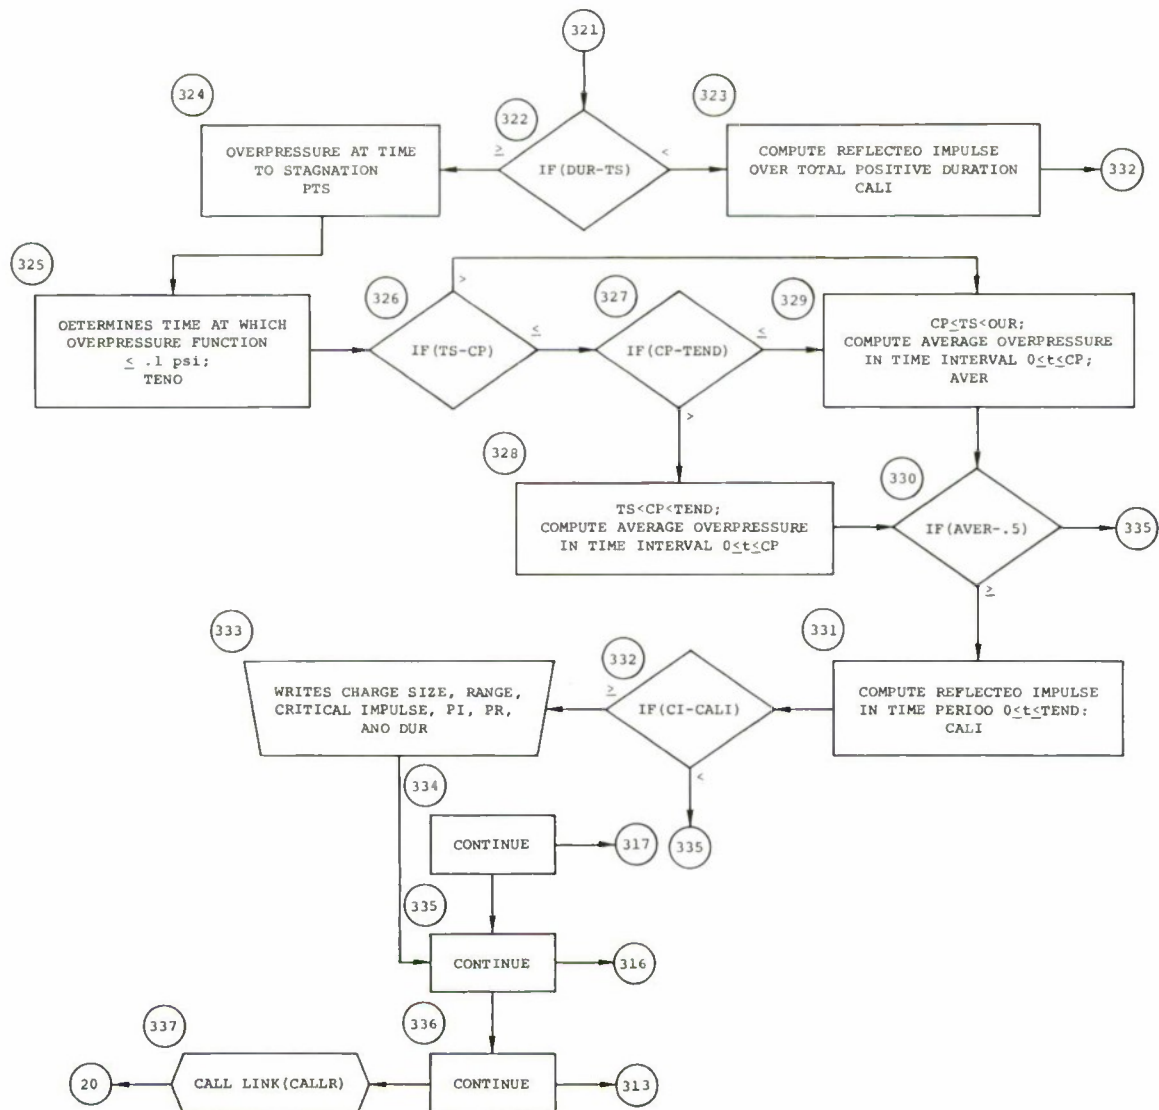 321
324
322
323
OVERPRESSURE AT TIME
TO STAGNATION
PTS
≥
IF(DUR-TS)
<
COMPUTE REFLECTEO IMPULSE
OVER TOTAL POSITIVE DURATION
CALI
332
325
326
327
329
OETERMINES TIME AT WHICH
OVERPRESSURE FUNCTION
≤ .1 psi;
TENO
>
IF(TS-CP)
≤
IF(CP-TEND)
≤
>
CP≤TS<OUR;
COMPUTE AVERAGE OVERPRESSURE
IN TIME INTERVAL 0≤t≤CP;
AVER
328
330
TS<CP<TEND;
COMPUTE AVERAGE OVERPRESSURE
IN TIME INTERVAL 0≤t≤CP
IF(AVER-.5)
335
≥
333
332
331
WRITES CHARGE SIZE, RANGE,
CRITICAL IMPULSE, PI, PR,
ANO DUR
≥
IF(CI-CALI)
<
COMPUTE REFLECTED IMPULSE
IN TIME PERIOO 0≤t≤TEND:
CALI
334
CONTINUE
317
335
335
CONTINUE
316
337
336
20
CALL LINK(CALLR)
CONTINUE
313